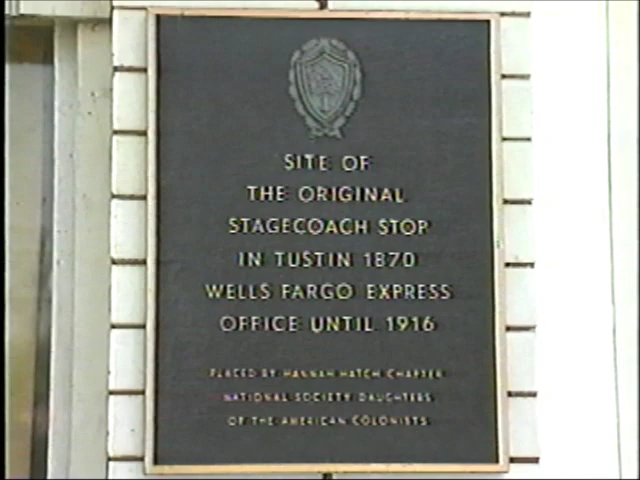 SITE OF
THE ORIGINAL
STAGECOACH STOP
IN TUSTIN 1870
WELLS FARGO EXPRESS
OFFICE UNTIL 1916
PLACED BY HANNAH HATCH CHAPTER
NATIONAL SOCIETY DAUGHTERS
OF THE AMERICAN COLONISTS